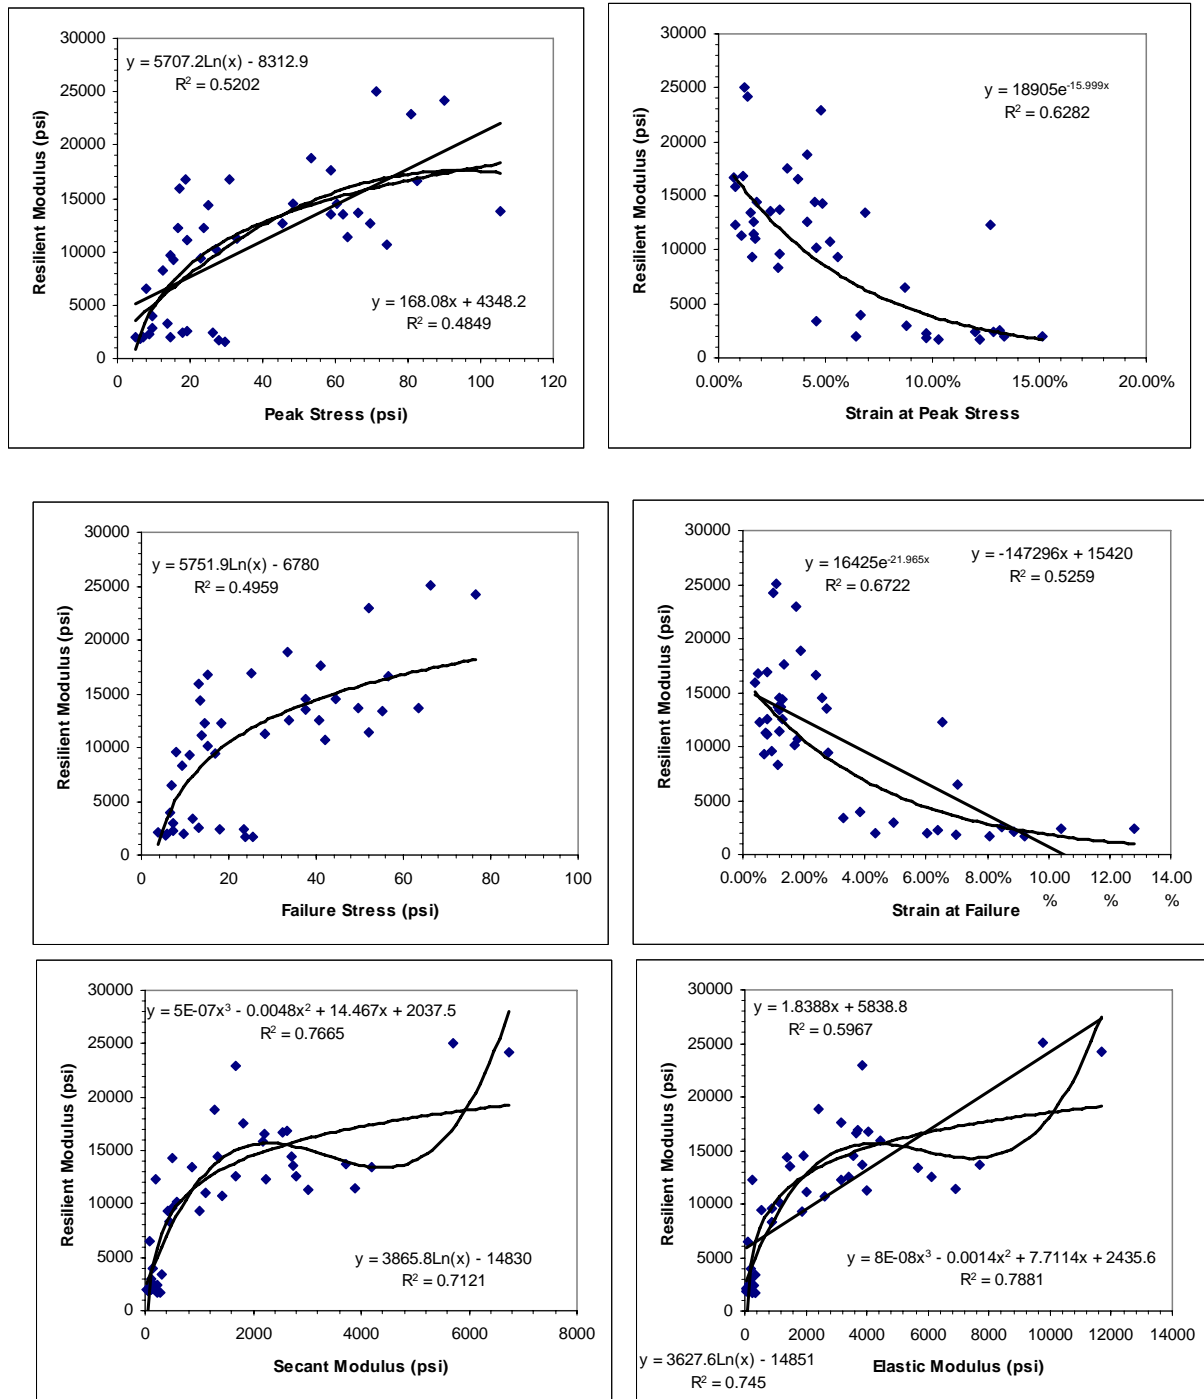 30000
25000
20000
15000
10000
5000
0
Resilient Modulus (psi)
y = 5707.2Ln(x) - 8312.9
R² = 0.5202
y = 168.08x + 4348.2
R² = 0.4849
0 20 40 60 80 100 120
Peak Stress (psi)
30000
25000
20000
15000
10000
5000
0
Resilient Modulus (psi)
y = 18905e^-15.999x
R² = 0.6282
0.00% 5.00% 10.00% 15.00% 20.00%
Strain at Peak Stress
30000
25000
20000
15000
10000
5000
0
Resilient Modulus (psi)
y = 5751.9Ln(x) - 6780
R² = 0.4959
0 20 40 60 80 100
Failure Stress (psi)
30000
25000
20000
15000
10000
5000
0
Resilient Modulus (psi)
y = 16425e^-21.965x
R² = 0.6722
y = -147296x + 15420
R² = 0.5259
0.00% 2.00% 4.00% 6.00% 8.00% 10.00 12.00 14.00
% % %
Strain at Failure
30000
25000
20000
15000
10000
5000
0
Resilient Modulus (psi)
y = 5E-07x³ - 0.0048x² + 14.467x + 2037.5
R² = 0.7665
y = 3865.8Ln(x) - 14830
R² = 0.7121
0 2000 4000 6000 8000
Secant Modulus (psi)
30000
25000
20000
15000
10000
5000
0
Resilient Modulus (psi)
y = 1.8388x + 5838.8
R² = 0.5967
y = 8E-08x³ - 0.0014x² + 7.7114x + 2435.6
R² = 0.7881
0 2000 4000 6000 8000 10000 12000 14000
y = 3627.6Ln(x) - 14851
R² = 0.745
Elastic Modulus (psi)